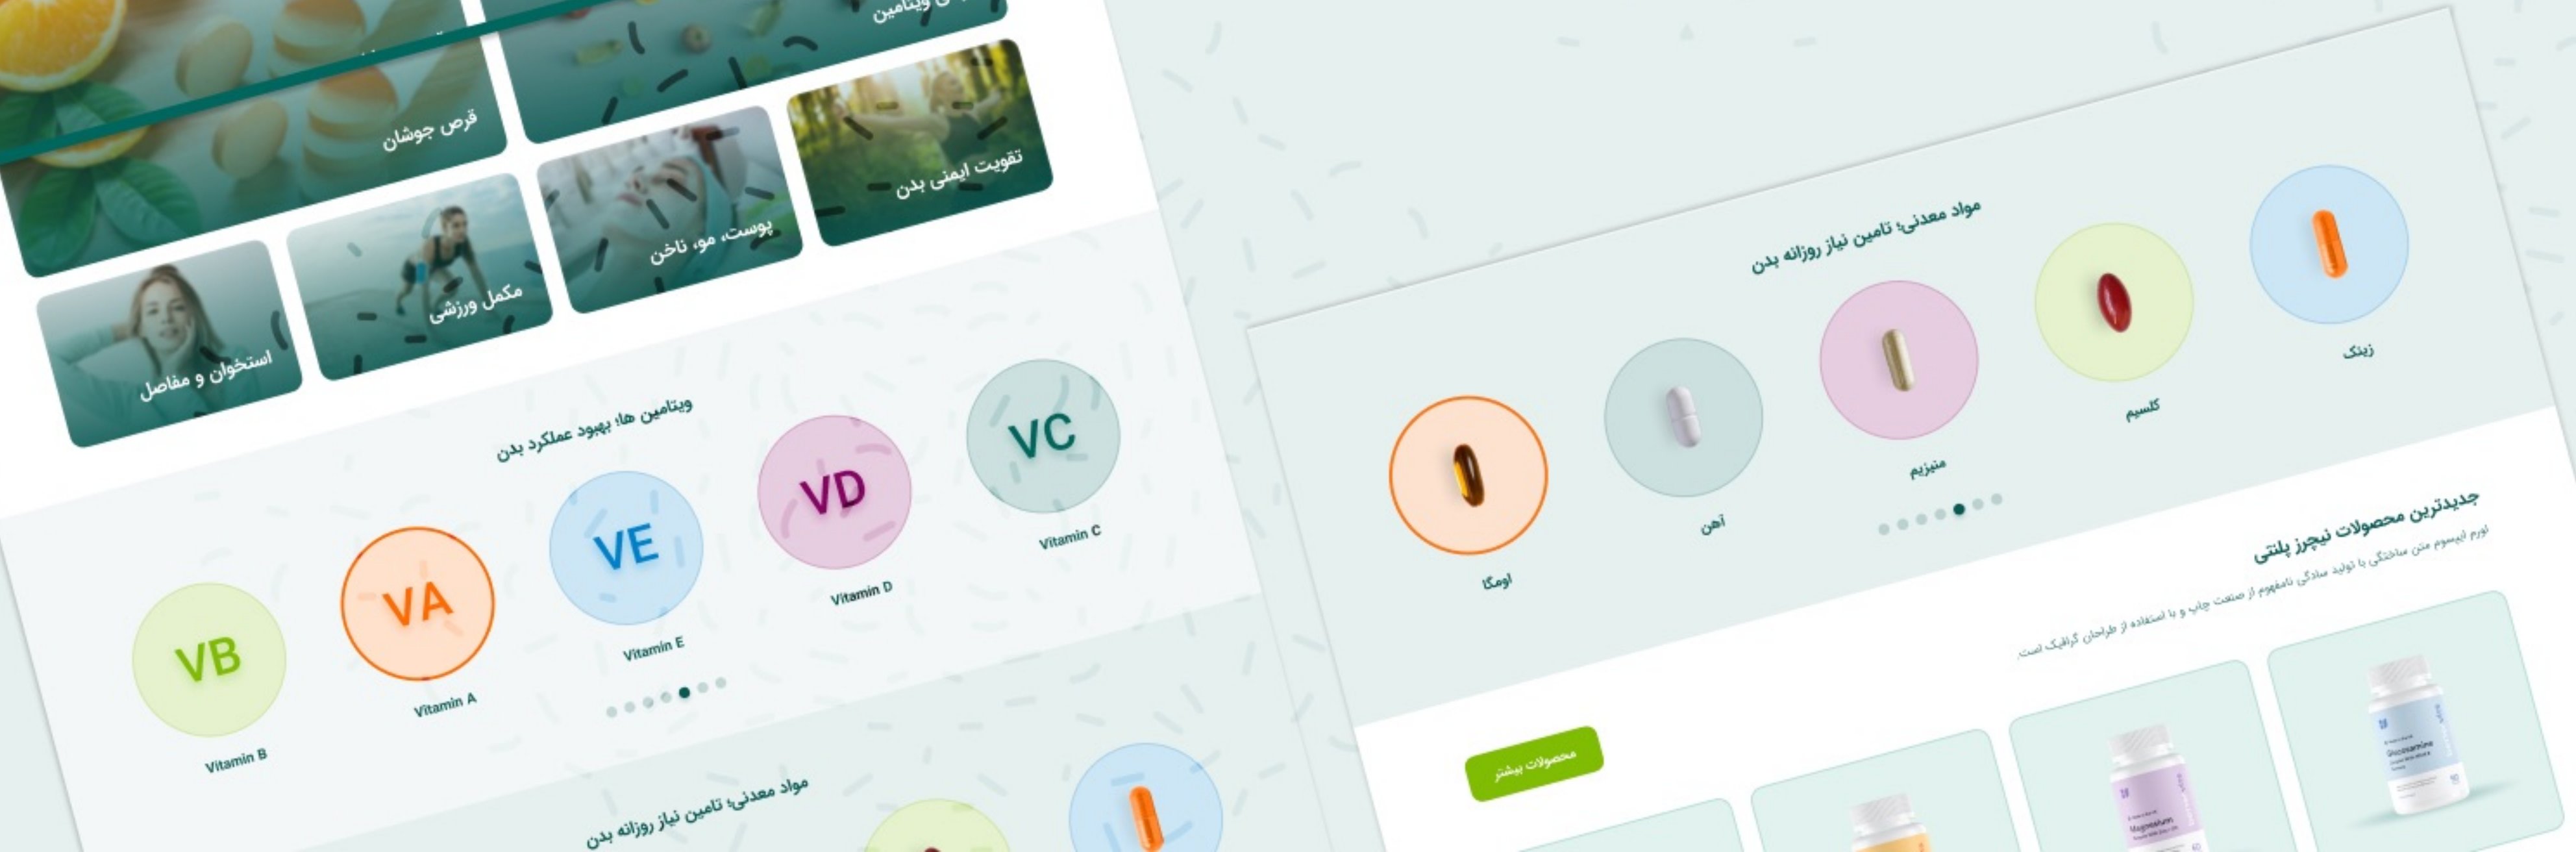 ویتامین
قرص جوشان
تقویت ایمنی بدن
پوست، مو، ناخن
مکمل ورزشی
استخوان و مفاصل
ویتامین ها؛ بهبود عملکرد بدن
VC
VD
VE
VA
VB
Vitamin C
Vitamin D
Vitamin E
Vitamin A
Vitamin B
مواد معدنی؛ تامین نیاز روزانه بدن
مواد معدنی؛ تامین نیاز روزانه بدن
زینک
کلسیم
منیزیم
آهن
اومگا
جدیدترین محصولات نیچرز پلنتی
لورم ایپسوم متن ساختگی با تولید سادگی نامفهوم از صنعت چاپ و با استفاده از طراحان گرافیک است.
محصولات بیشتر
Glucosamine
Magnesium